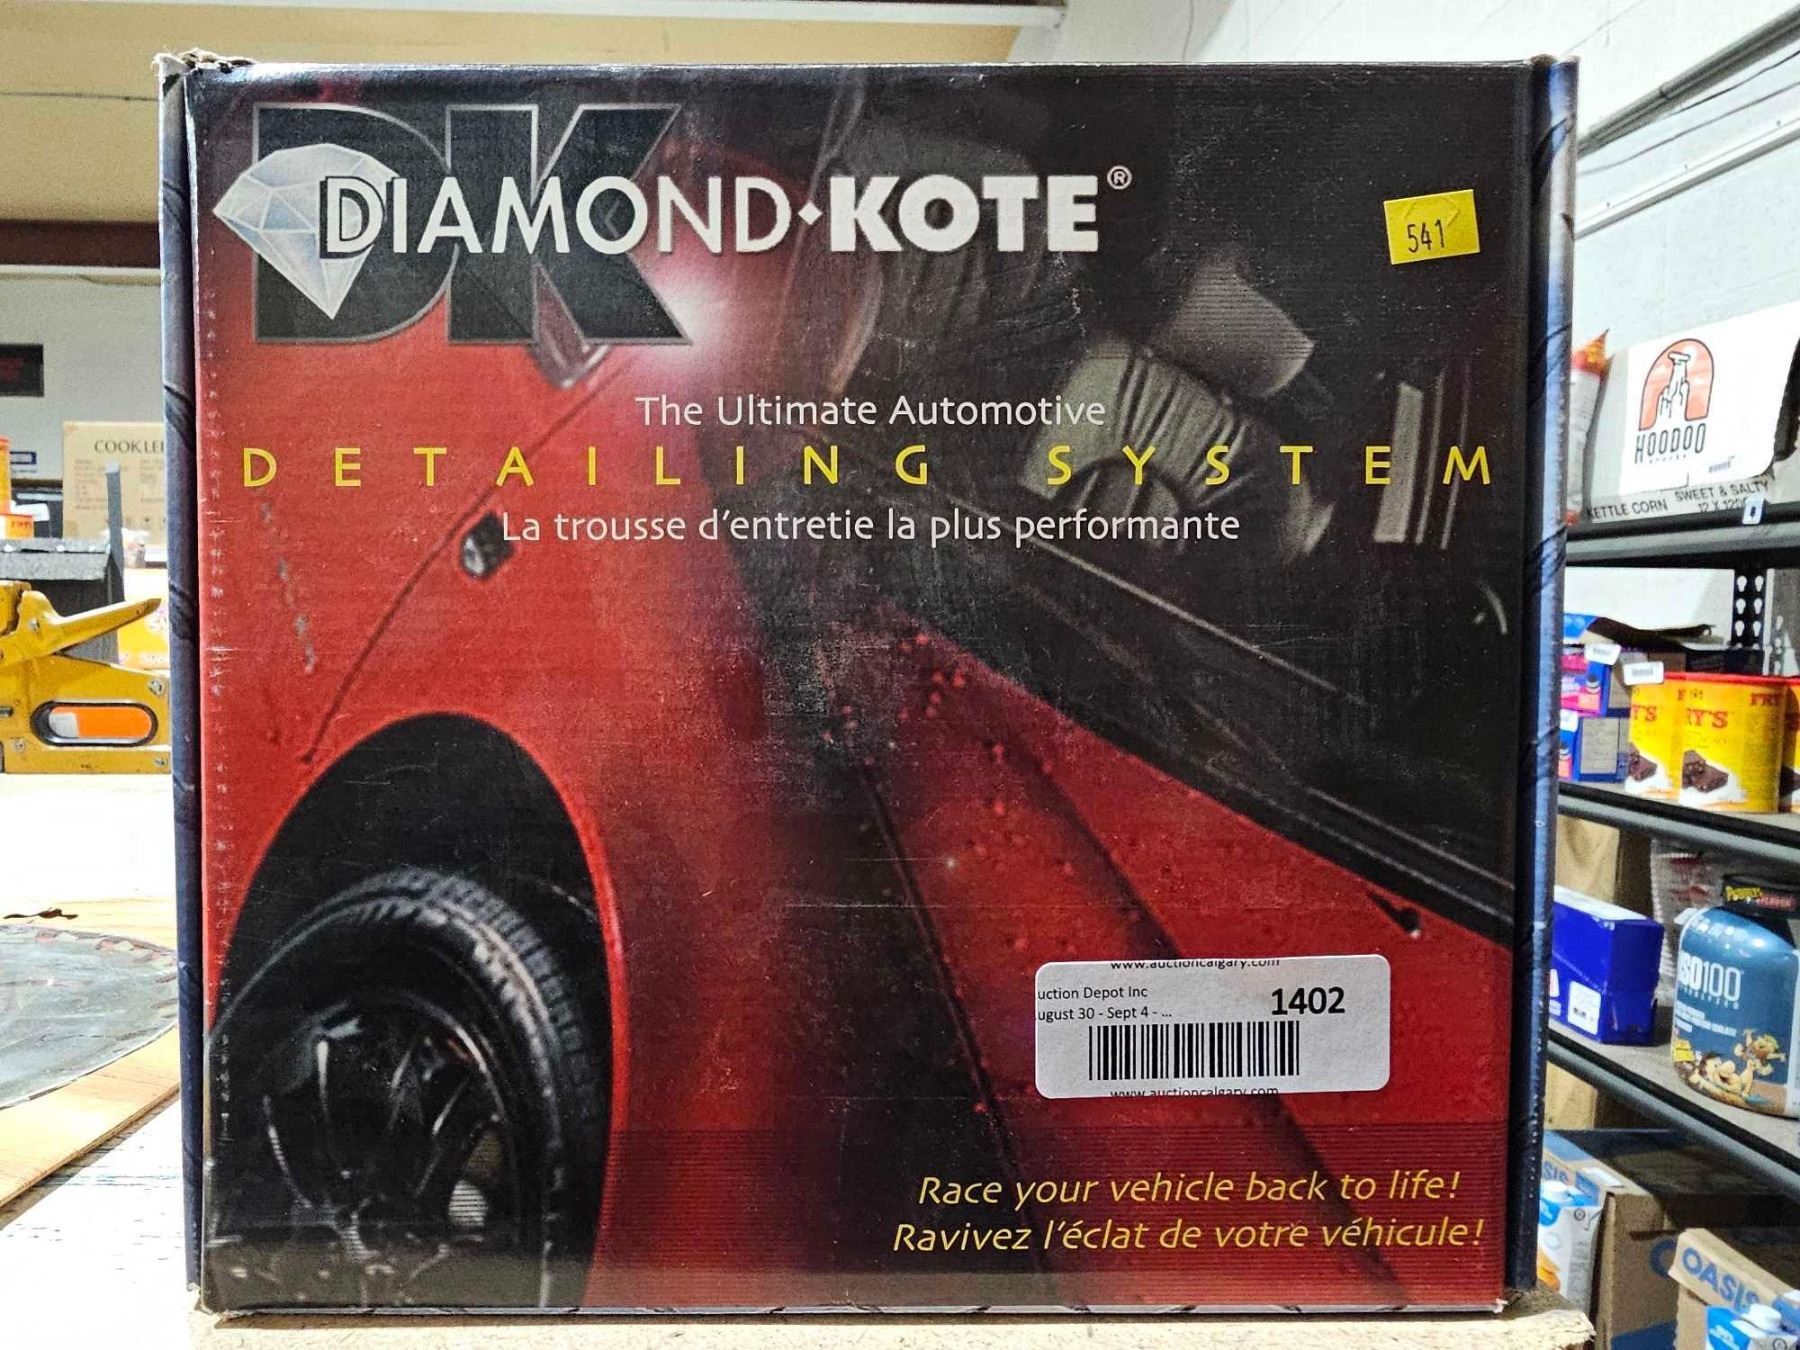 DK
DIAMOND·KOTE®
541
The Ultimate Automotive
DETAILING SYSTEM
La trousse d'entretie la plus performante
www.auctioncalgary.com
uction Depot Inc
1402
ugust 30 - Sept 4 - ...
www.auctioncalgary.com
Race your vehicle back to life!
Ravivez l'éclat de votre véhicule!
COOKLE
HOODOO
KETTLE CORN SWEET & SALTY
FRY'S
RY'S
ISO100
OASIS